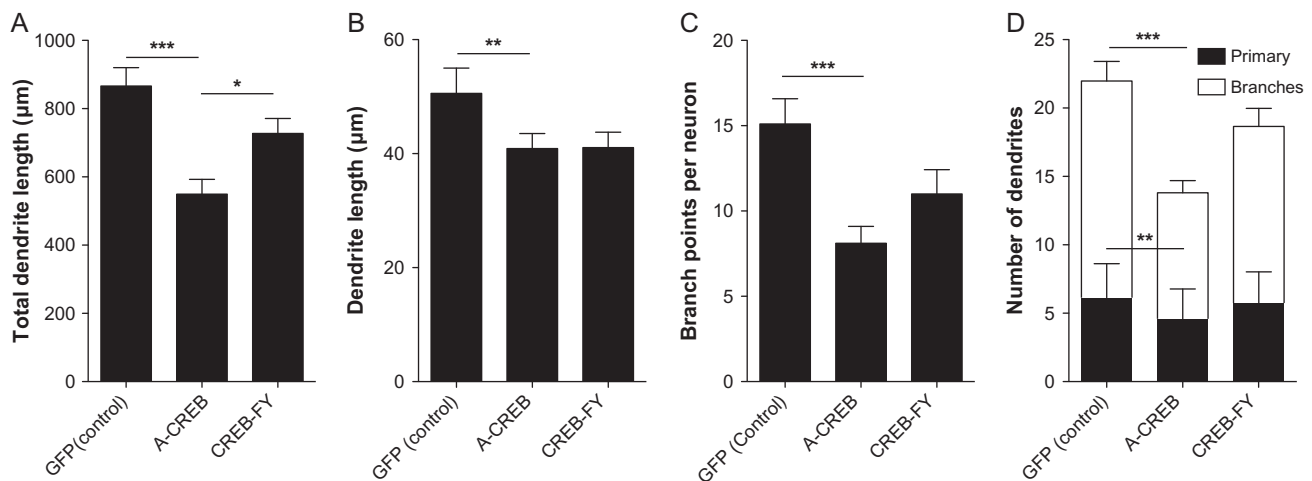 A
Total dendrite length (µm)
1000
800
600
400
200
0
***
*
GFP (control)
A-CREB
CREB-FY
B
Dendrite length (µm)
60
40
20
0
**
GFP (control)
A-CREB
CREB-FY
C
Branch points per neuron
20
15
10
5
0
***
GFP (Control)
A-CREB
CREB-FY
D
Number of dendrites
25
20
15
10
5
0
***
**
Primary
Branches
GFP (control)
A-CREB
CREB-FY